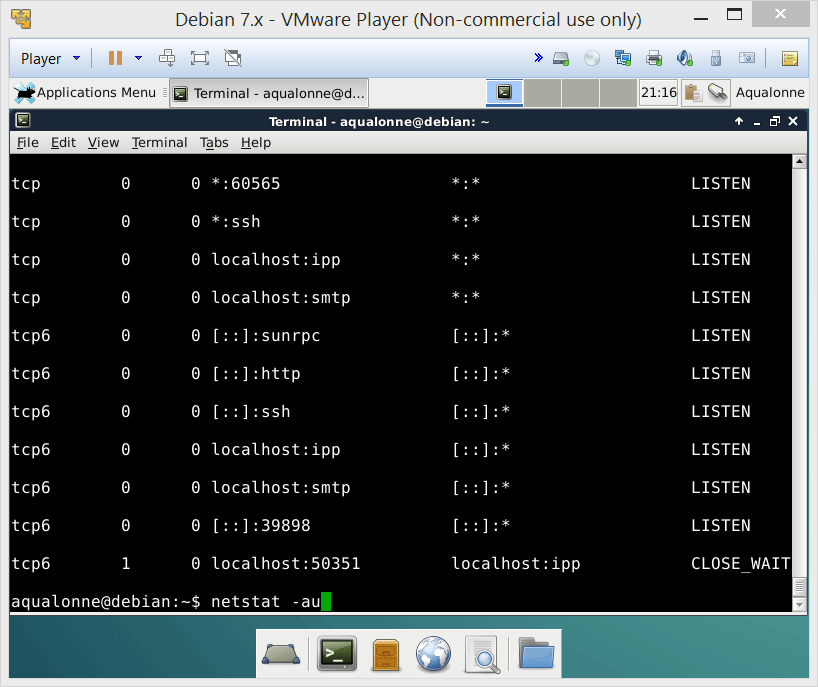 Debian 7.x - VMware Player (Non-commercial use only)
Player
Applications Menu Terminal - aqualonne@d... 21:16 Aqualonne
Terminal - aqualonne@debian: ~
File Edit View Terminal Tabs Help
tcp 0 0 *:60565 *:* LISTEN
tcp 0 0 *:ssh *:* LISTEN
tcp 0 0 localhost:ipp *:* LISTEN
tcp 0 0 localhost:smtp *:* LISTEN
tcp6 0 0 [::]:sunrpc [::]:* LISTEN
tcp6 0 0 [::]:http [::]:* LISTEN
tcp6 0 0 [::]:ssh [::]:* LISTEN
tcp6 0 0 localhost:ipp [::]:* LISTEN
tcp6 0 0 localhost:smtp [::]:* LISTEN
tcp6 0 0 [::]:39898 [::]:* LISTEN
tcp6 1 0 localhost:50351 localhost:ipp CLOSE_WAIT
aqualonne@debian:~$ netstat -au